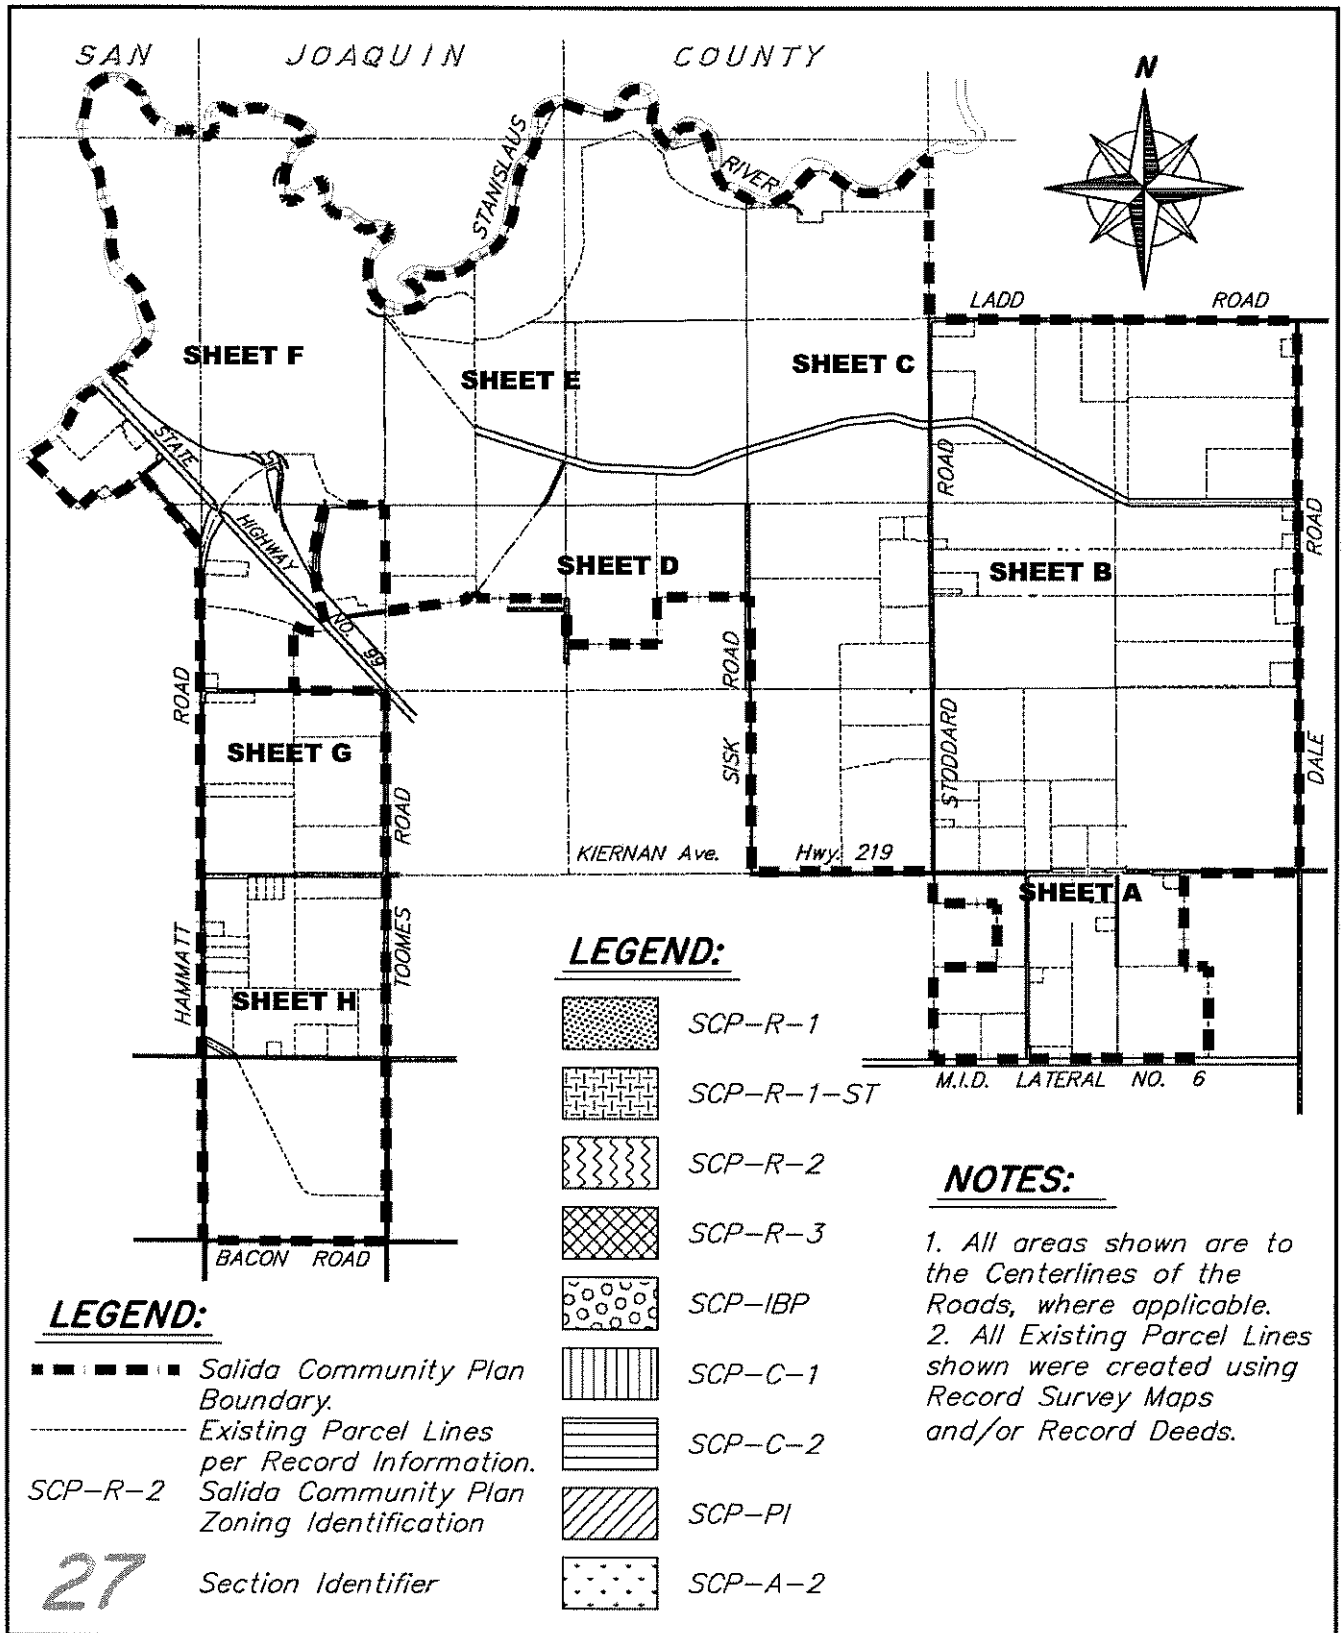 SAN JOAQUIN COUNTY
N
STANISLAUS
RIVER
LADD ROAD
SHEET F
SHEET E
SHEET C
STATE
HIGHWAY
NO. 99
ROAD
ROAD
SHEET D
SHEET B
ROAD
ROAD
SHEET G
SISK
STODDARD
DALE
ROAD
KIERNAN Ave.
Hwy. 219
SHEET A
HAMMATT
TOOMES
SHEET H
M.I.D. LATERAL NO. 6
BACON ROAD
LEGEND:
SCP-R-1
SCP-R-1-ST
SCP-R-2
SCP-R-3
SCP-IBP
SCP-C-1
SCP-C-2
SCP-PI
SCP-A-2
NOTES:
1. All areas shown are to
the Centerlines of the
Roads, where applicable.
2. All Existing Parcel Lines
shown were created using
Record Survey Maps
and/or Record Deeds.
LEGEND:
Salida Community Plan
Boundary.
Existing Parcel Lines
per Record Information.
SCP-R-2 Salida Community Plan
Zoning Identification
27 Section Identifier